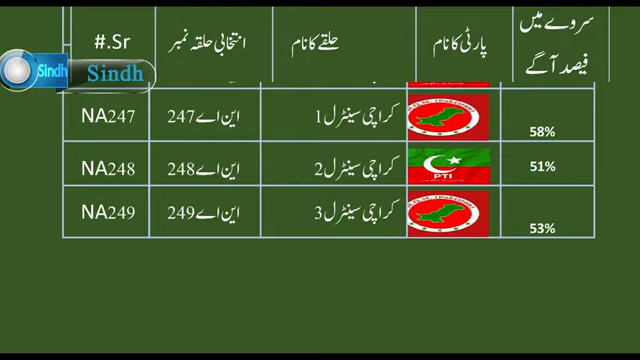 سروے میں فیصد آگے
پارٹی کا نام
حلقے کا نام
انتخابی حلقہ نمبر
#.Sr
Sindh
Sindh
NA247 این اے 247 کراچی سینٹرل 1 58%
NA248 این اے 248 کراچی سینٹرل 2 PTI 51%
NA249 این اے 249 کراچی سینٹرل 3 53%